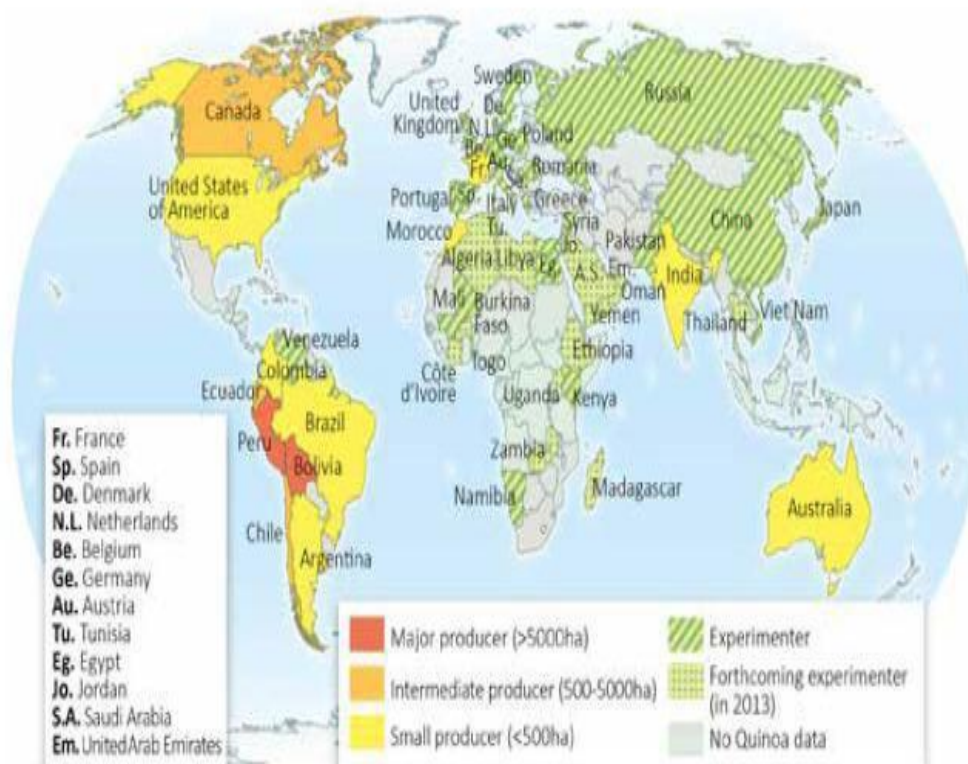 Sweden
Russia
Canada
United
Kingdom
De.
N.L.
Ge.
Poland
Be.
Au.
Fr.
Romania
United States
of America
Portugal
Sp.
Italy
Greece
China
Japan
Morocco
Tu.
Syria
Jo.
Pakistan
Algeria
Libya
Eg.
A.S.
Em.
India
Oman
Mali
Burkina
Faso
Yemen
Thailand
Viet Nam
Venezuela
Togo
Ethiopia
Colombia
Côte
d'Ivoire
Ecuador
Uganda
Kenya
Brazil
Peru
Zambia
Bolivia
Namibia
Madagascar
Australia
Chile
Argentina
Fr. France
Sp. Spain
De. Denmark
N.L. Netherlands
Be. Belgium
Ge. Germany
Au. Austria
Tu. Tunisia
Eg. Egypt
Jo. Jordan
S.A. Saudi Arabia
Em. United Arab Emirates
Major producer (>5000ha)
Intermediate producer (500-5000ha)
Small producer (<500ha)
Experimenter
Forthcoming experimenter
(in 2013)
No Quinoa data